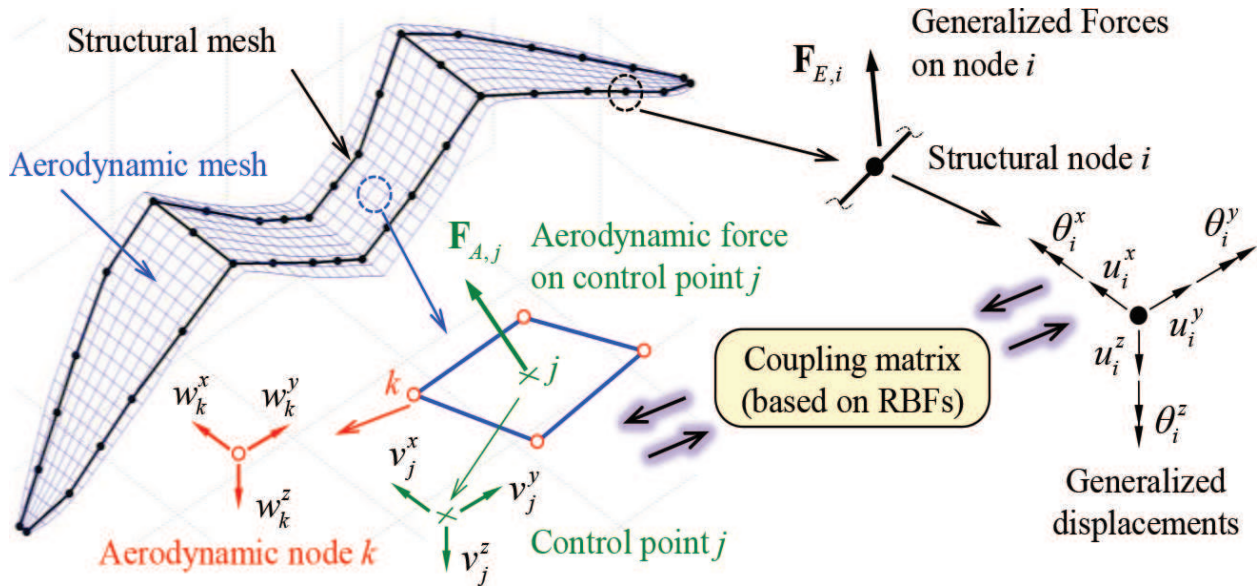 Structural mesh
Aerodynamic mesh
Generalized Forces
on node i
F_{E,i}
Structural node i
F_{A,j}
Aerodynamic force
on control point j
θ_i^x
θ_i^y
u_i^x
u_i^y
u_i^z
θ_i^z
Generalized
displacements
Coupling matrix
(based on RBFs)
k
j
w_k^x
w_k^y
w_k^z
Aerodynamic node k
v_j^x
v_j^y
v_j^z
Control point j